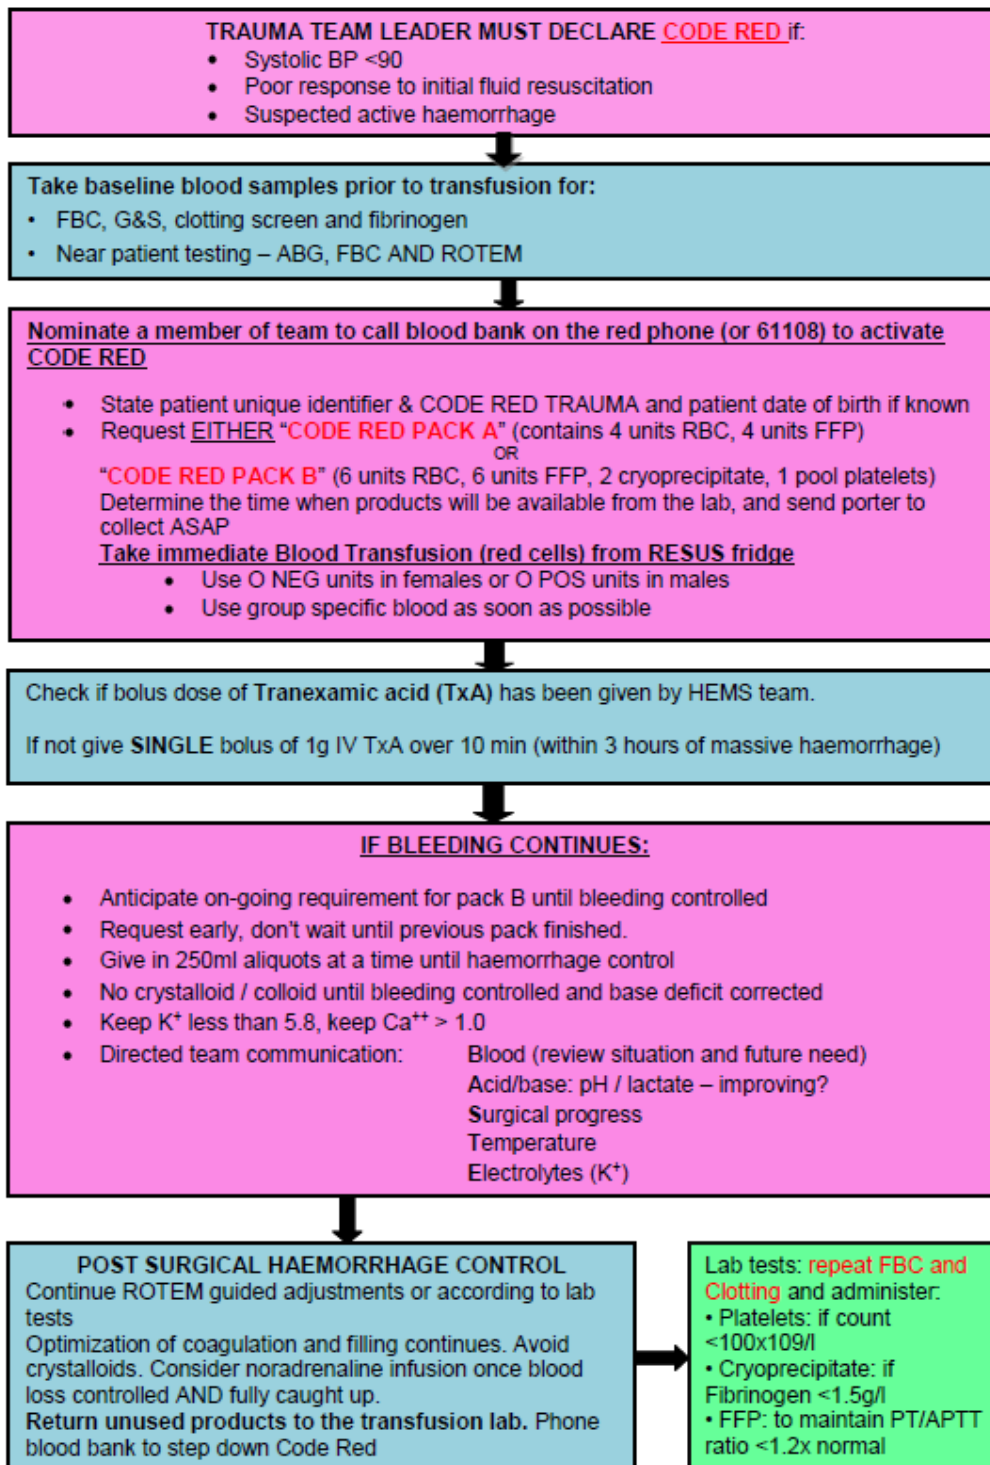 TRAUMA TEAM LEADER MUST DECLARE CODE RED if:
• Systolic BP <90
• Poor response to initial fluid resuscitation
• Suspected active haemorrhage
Take baseline blood samples prior to transfusion for:
• FBC, G&S, clotting screen and fibrinogen
• Near patient testing – ABG, FBC AND ROTEM
Nominate a member of team to call blood bank on the red phone (or 61108) to activate
CODE RED
• State patient unique identifier & CODE RED TRAUMA and patient date of birth if known
• Request EITHER “CODE RED PACK A” (contains 4 units RBC, 4 units FFP)
OR
“CODE RED PACK B” (6 units RBC, 6 units FFP, 2 cryoprecipitate, 1 pool platelets)
Determine the time when products will be available from the lab, and send porter to
collect ASAP
Take immediate Blood Transfusion (red cells) from RESUS fridge
• Use O NEG units in females or O POS units in males
• Use group specific blood as soon as possible
Check if bolus dose of Tranexamic acid (TxA) has been given by HEMS team.
If not give SINGLE bolus of 1g IV TxA over 10 min (within 3 hours of massive haemorrhage)
IF BLEEDING CONTINUES:
• Anticipate on-going requirement for pack B until bleeding controlled
• Request early, don't wait until previous pack finished.
• Give in 250ml aliquots at a time until haemorrhage control
• No crystalloid / colloid until bleeding controlled and base deficit corrected
• Keep K⁺ less than 5.8, keep Ca⁺⁺ > 1.0
• Directed team communication: Blood (review situation and future need)
Acid/base: pH / lactate – improving?
Surgical progress
Temperature
Electrolytes (K⁺)
POST SURGICAL HAEMORRHAGE CONTROL
Continue ROTEM guided adjustments or according to lab
tests
Optimization of coagulation and filling continues. Avoid
crystalloids. Consider noradrenaline infusion once blood
loss controlled AND fully caught up.
Return unused products to the transfusion lab. Phone
blood bank to step down Code Red
Lab tests: repeat FBC and
Clotting and administer:
• Platelets: if count
<100x109/l
• Cryoprecipitate: if
Fibrinogen <1.5g/l
• FFP: to maintain PT/APTT
ratio <1.2x normal